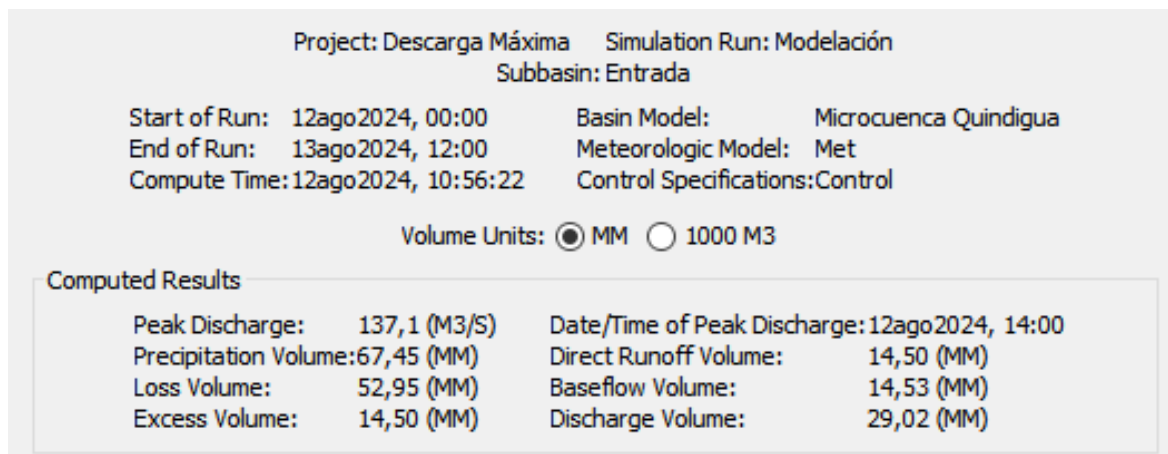 Project: Descarga Máxima Simulation Run: Modelación
Subbasin: Entrada
Start of Run: 12ago2024, 00:00 Basin Model: Microcuenca Quindigua
End of Run: 13ago2024, 12:00 Meteorologic Model: Met
Compute Time:12ago2024, 10:56:22 Control Specifications:Control
Volume Units: MM 1000 M3
Computed Results
Peak Discharge: 137,1 (M3/S) Date/Time of Peak Discharge:12ago2024, 14:00
Precipitation Volume:67,45 (MM) Direct Runoff Volume: 14,50 (MM)
Loss Volume: 52,95 (MM) Baseflow Volume: 14,53 (MM)
Excess Volume: 14,50 (MM) Discharge Volume: 29,02 (MM)